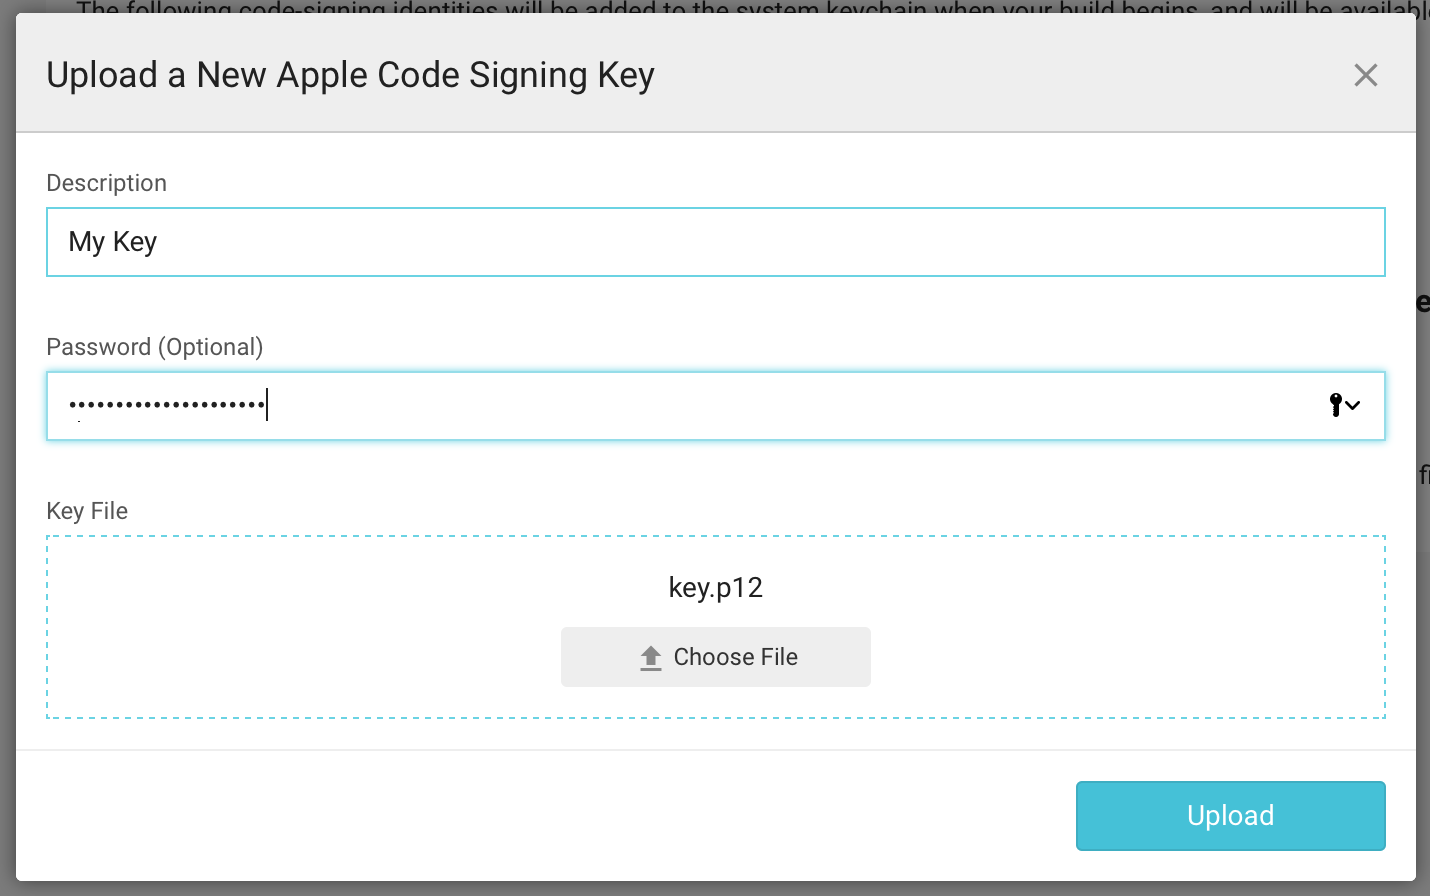 The following code-signing identities will be added to the system keychain when your build begins, and will be available
Upload a New Apple Code Signing Key
Description
My Key
Password (Optional)
•••••••••••••••••••••
Key File
key.p12
Choose File
Upload